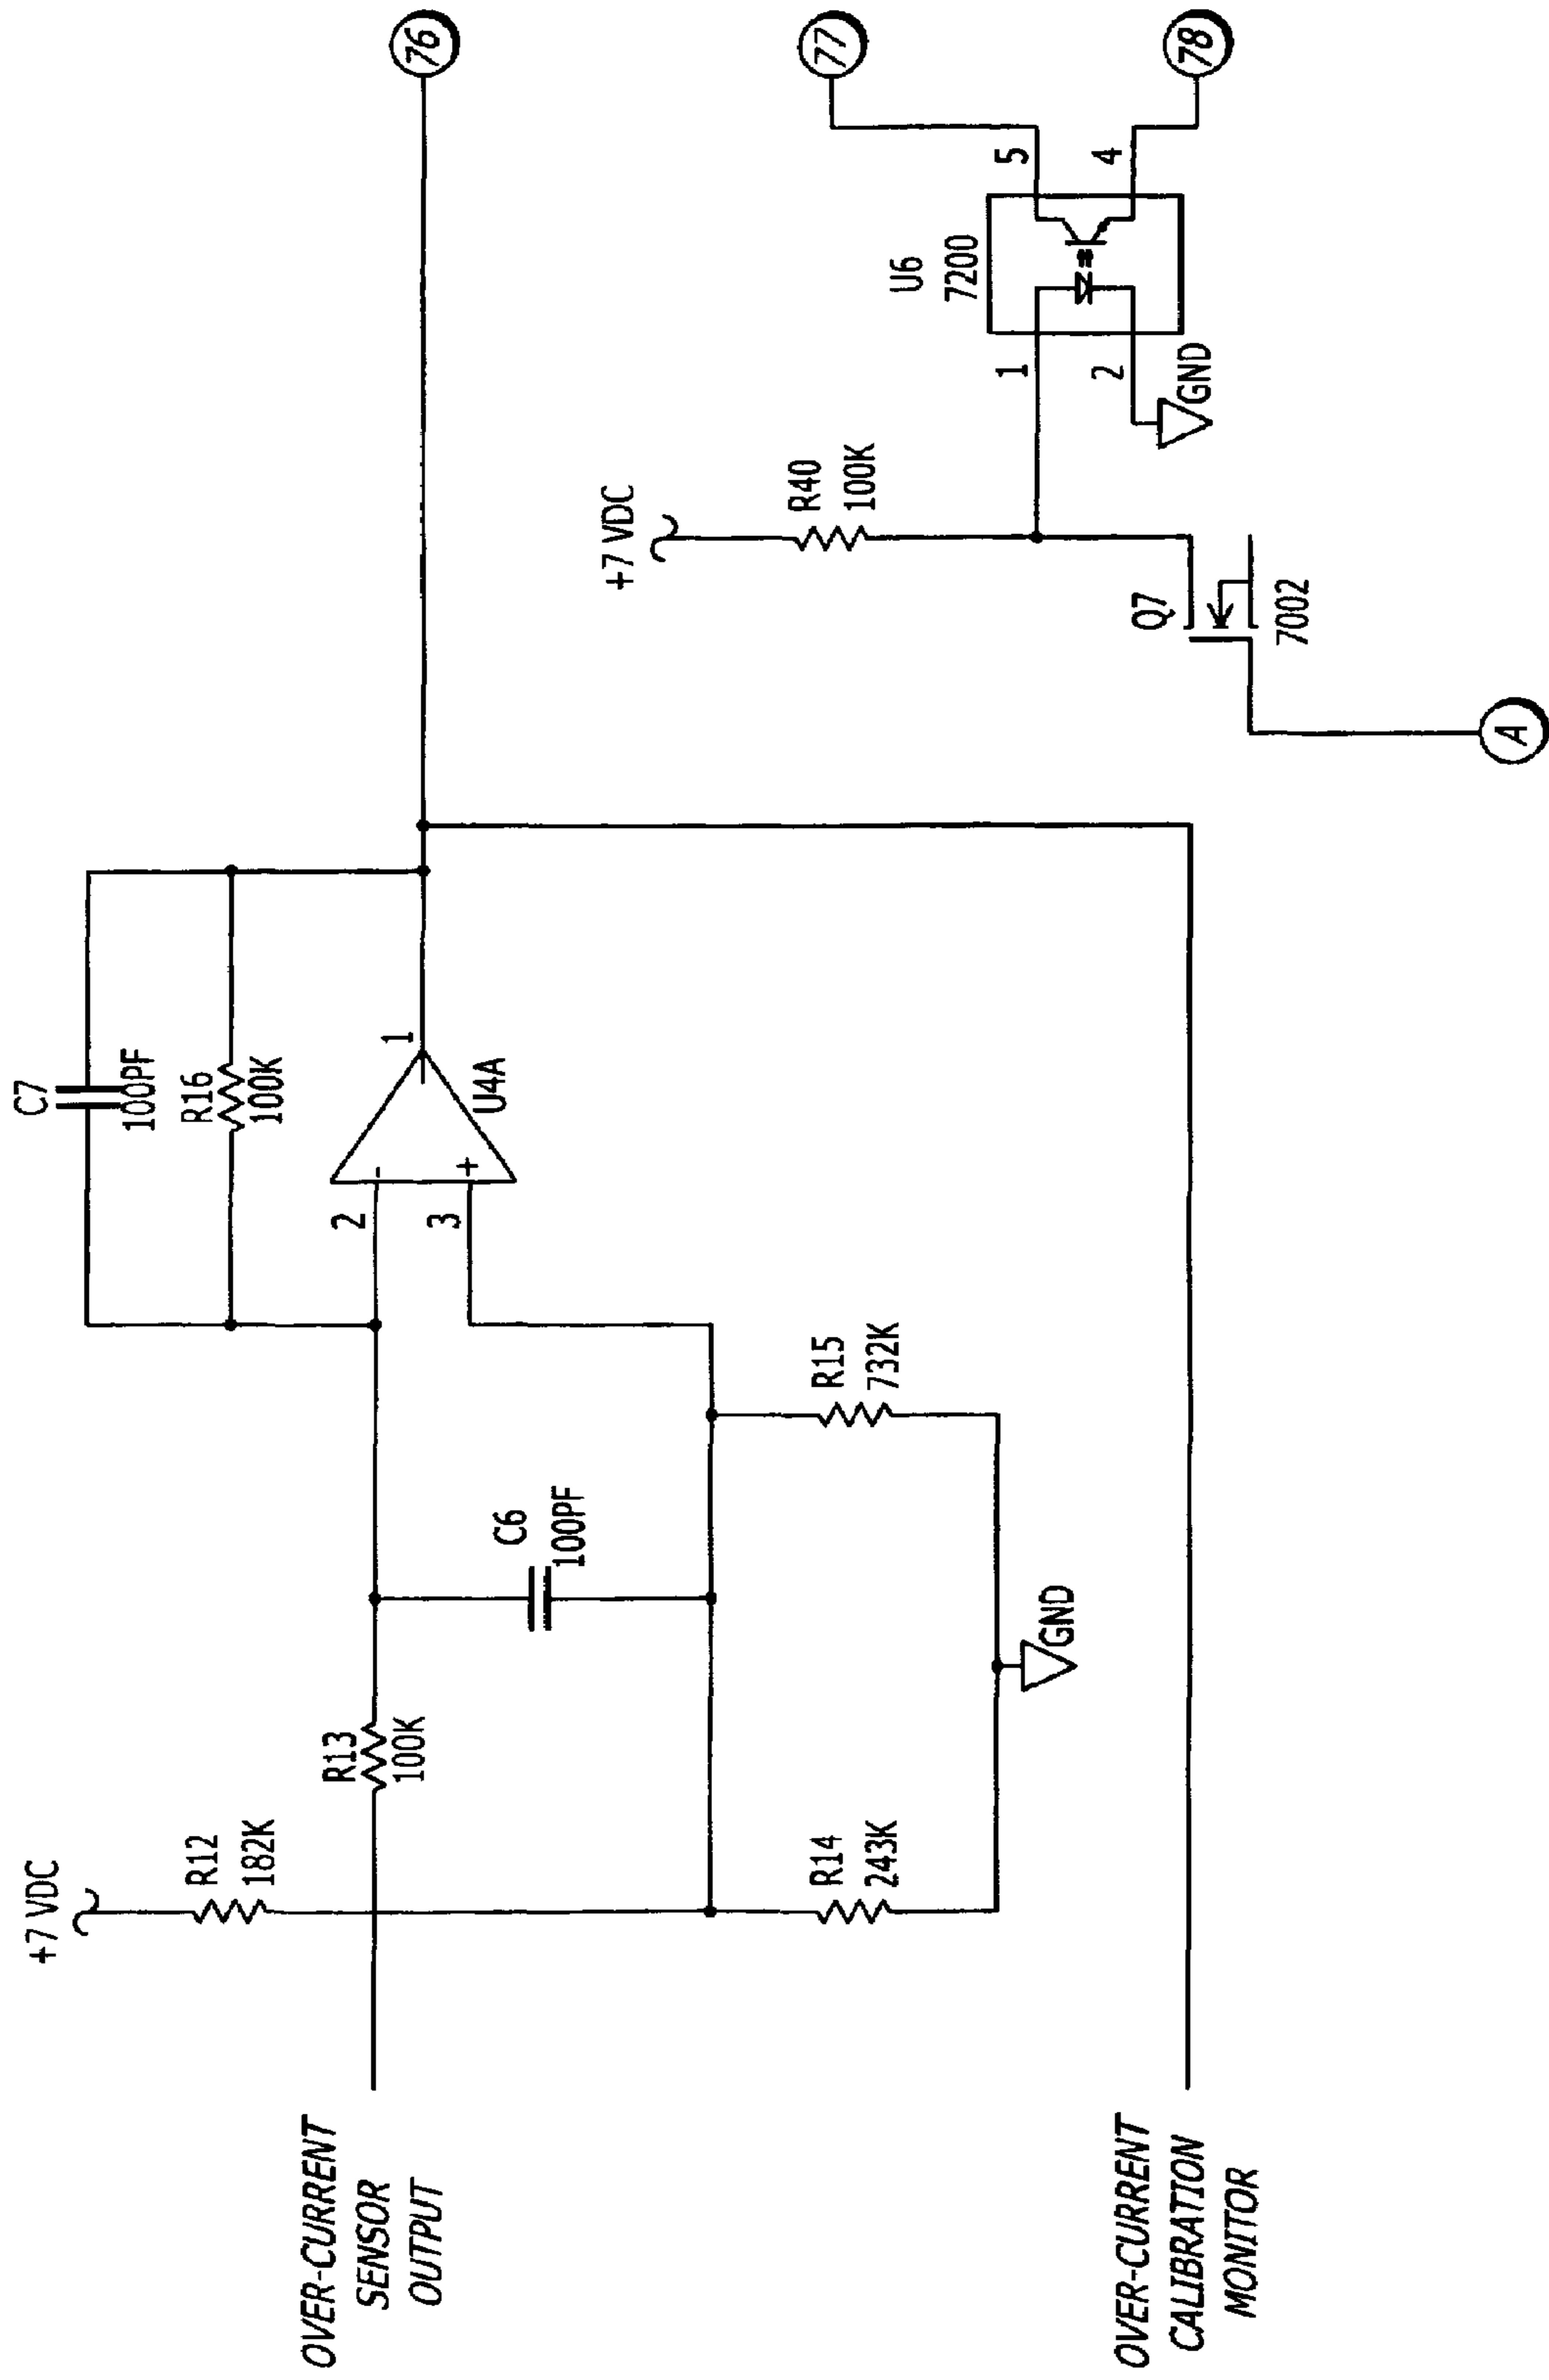 +7 VDC
R12
182K
OVER-CURRENT
SENSOR
OUTPUT
R13
100K
C6
100PF
R14
243K
R15
732K
GND
C7
100PF
R16
100K
2
-
3
+
1
U4A
76
OVER-CURRENT
CALIBRATION
MONITOR
+7 VDC
R40
100K
Q7
7002
A
U6
7200
1
2
5
4
GND
77
78